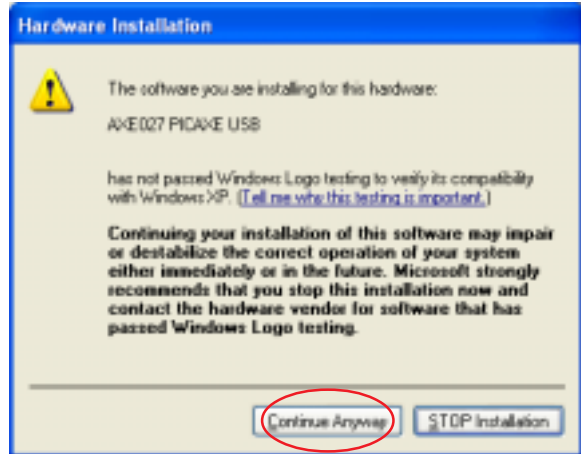 Hardware Installation
The software you are installing for this hardware:
AXE027 PICAXE USB
has not passed Windows Logo testing to verify its compatibility
with Windows XP. (Tell me why this testing is important.)
Continuing your installation of this software may impair
or destabilize the correct operation of your system
either immediately or in the future. Microsoft strongly
recommends that you stop this installation now and
contact the hardware vendor for software that has
passed Windows Logo testing.
Continue Anyway
STOP Installation